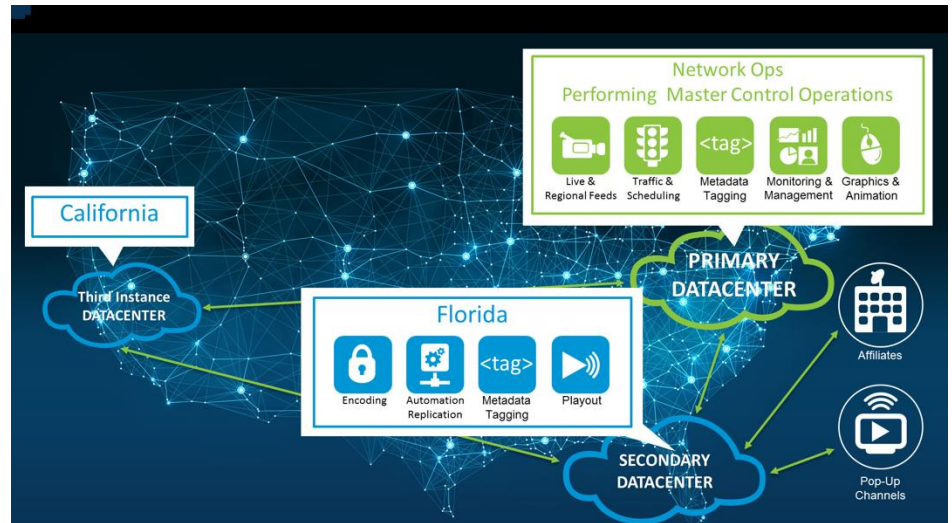 Network Ops
Performing Master Control Operations
<tag>
Live &
Regional Feeds
Traffic &
Scheduling
Metadata
Tagging
Monitoring &
Management
Graphics &
Animation
California
PRIMARY
DATACENTER
Third Instance
DATACENTER
Florida
<tag>
Encoding
Automation
Replication
Metadata
Tagging
Playout
Affiliates
SECONDARY
DATACENTER
Pop-Up
Channels